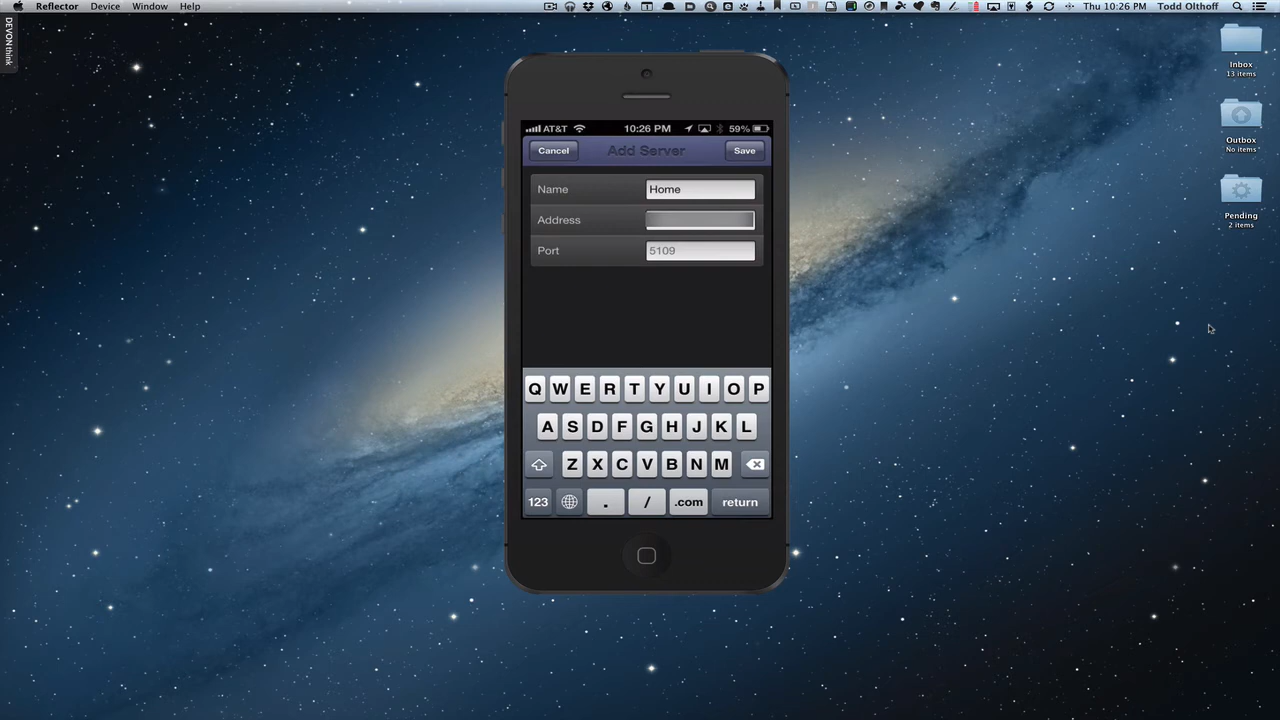 Reflector Device Window Help
Thu 10:26 PM Todd Olthoff
DEVONthink
Inbox
13 items
Outbox
No items
Pending
2 items
AT&T 10:26 PM 59%
Cancel Add Server Save
Name Home
Address
Port 5109
Q W E R T Y U I O P
A S D F G H J K L
Z X C V B N M
123 . / .com return